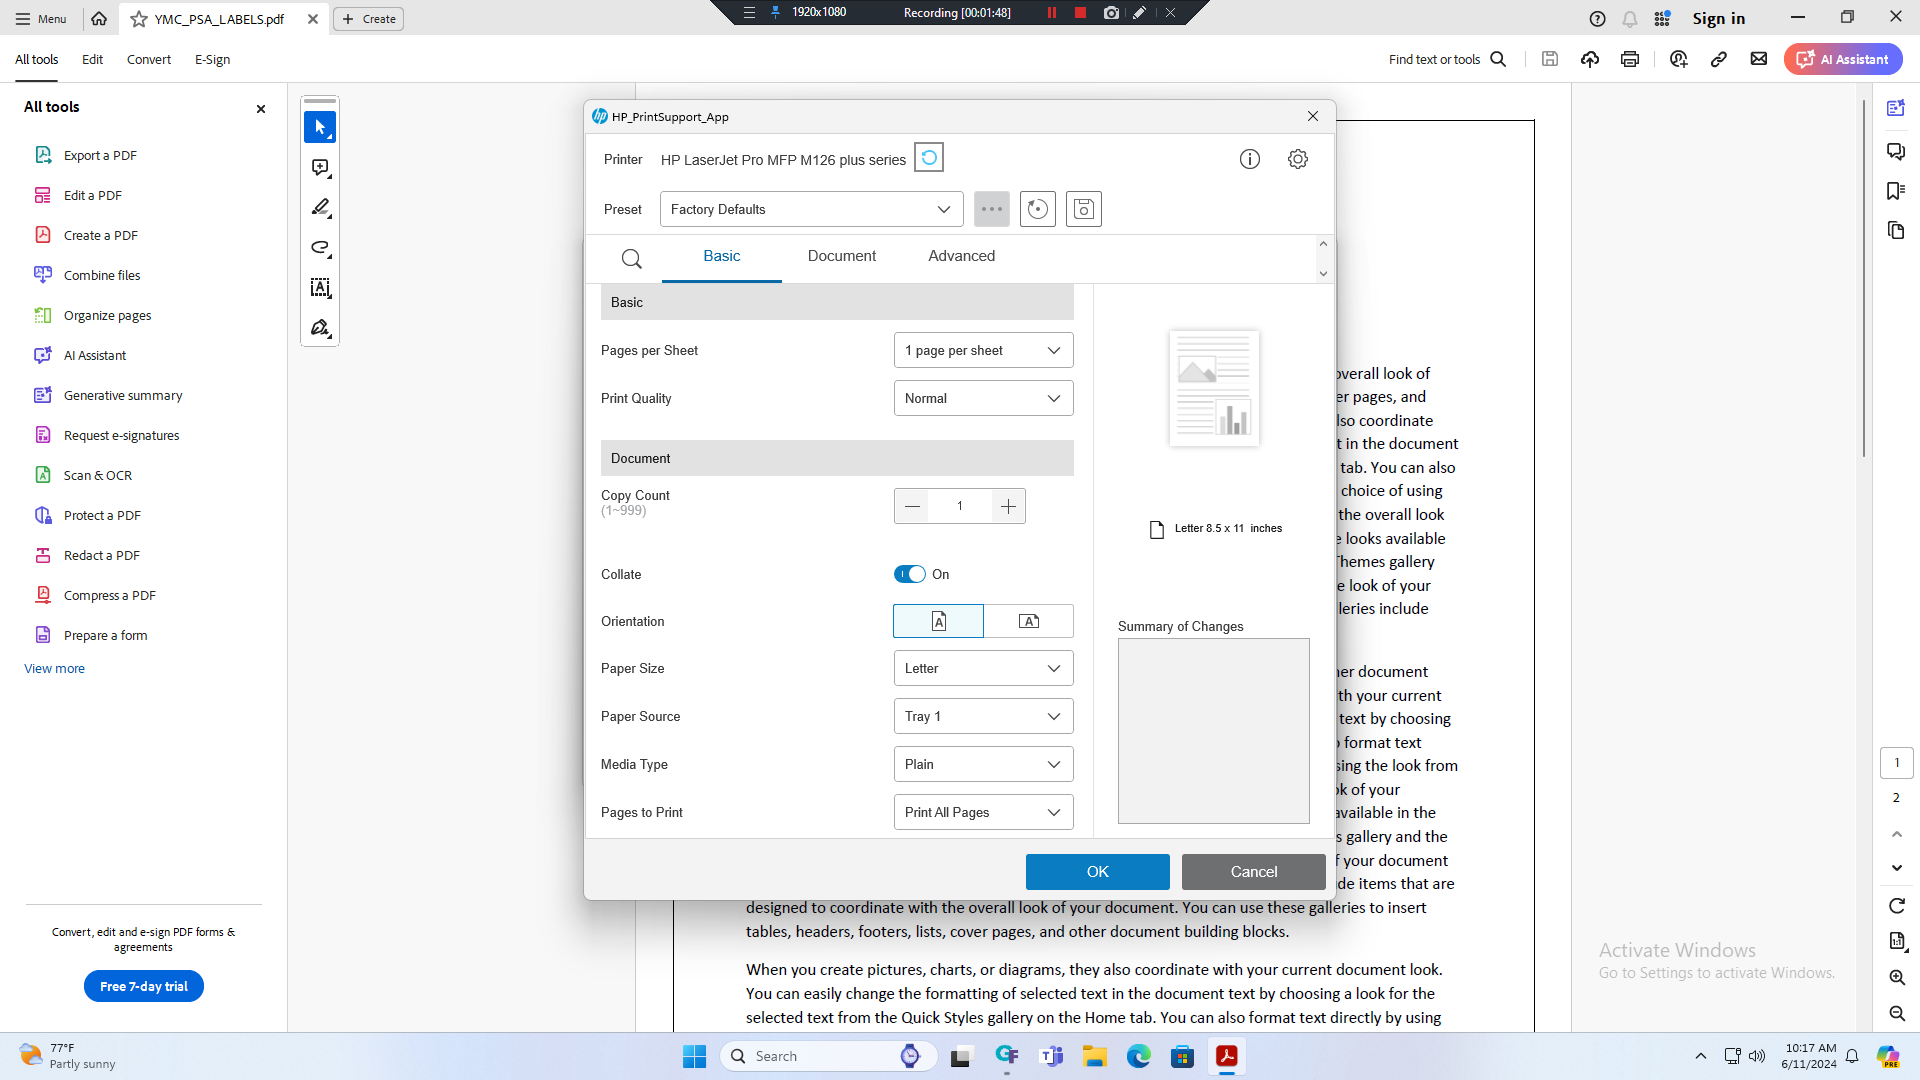 Menu
YMC_PSA_LABELS.pdf
Create
1920x1080
Recording [00:01:48]
Sign in
All tools
Edit
Convert
E-Sign
Find text or tools
AI Assistant
All tools
Export a PDF
Edit a PDF
Create a PDF
Combine files
Organize pages
AI Assistant
Generative summary
Request e-signatures
Scan & OCR
Protect a PDF
Redact a PDF
Compress a PDF
Prepare a form
View more
Convert, edit and e-sign PDF forms &
agreements
Free 7-day trial
HP_PrintSupport_App
Printer
HP LaserJet Pro MFP M126 plus series
Preset
Factory Defaults
Basic
Document
Advanced
Basic
Pages per Sheet
1 page per sheet
Print Quality
Normal
Document
Copy Count
(1~999)
1
Collate
On
Orientation
Paper Size
Letter
Paper Source
Tray 1
Media Type
Plain
Pages to Print
Print All Pages
Letter 8.5 x 11 inches
Summary of Changes
OK
Cancel
overall look of
er pages, and
lso coordinate
t in the document
tab. You can also
choice of using
the overall look
e looks available
Themes gallery
e look of your
leries include
her document
th your current
text by choosing
o format text
sing the look from
ok of your
available in the
s gallery and the
f your document
de items that are
designed to coordinate with the overall look of your document. You can use these galleries to insert
tables, headers, footers, lists, cover pages, and other document building blocks.
When you create pictures, charts, or diagrams, they also coordinate with your current document look.
You can easily change the formatting of selected text in the document text by choosing a look for the
selected text from the Quick Styles gallery on the Home tab. You can also format text directly by using
1
2
Activate Windows
Go to Settings to activate Windows.
77°F
Partly sunny
Search
10:17 AM
6/11/2024